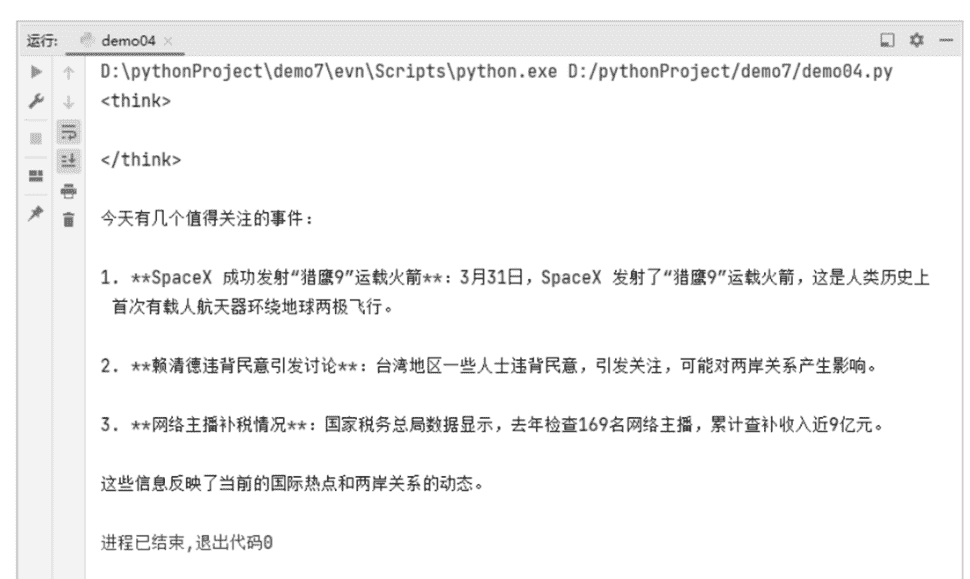 运行: demo04 ×
D:\pythonProject\demo7\evn\Scripts\python.exe D:/pythonProject/demo7/demo04.py
<think>
</think>
今天有几个值得关注的事件:
1. **SpaceX 成功发射“猎鹰9”运载火箭**: 3月31日, SpaceX 发射了“猎鹰9”运载火箭, 这是人类历史上
首次有载人航天器环绕地球两极飞行。
2. **赖清德违背民意引发讨论**: 台湾地区一些人士违背民意, 引发关注, 可能对两岸关系产生影响。
3. **网络主播补税情况**: 国家税务总局数据显示, 去年检查169名网络主播, 累计查补收入近9亿元。
这些信息反映了当前的国际热点和两岸关系的动态。
进程已结束,退出代码0